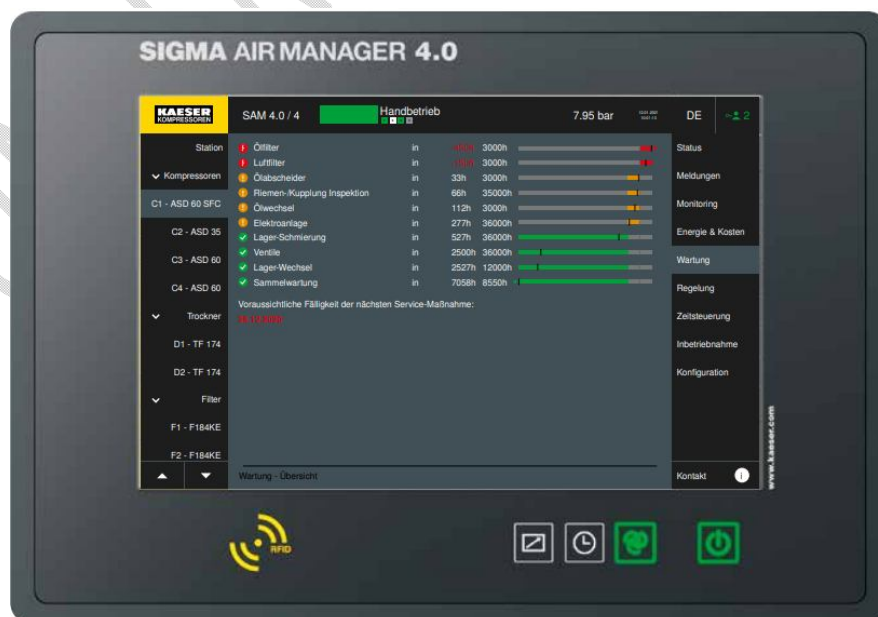 SIGMA AIR MANAGER 4.0
KAESER
KOMPRESSOREN
SAM 4.0 / 4
Handbetrieb
7.95 bar
DE
2
Station
Kompressoren
C1 - ASD 60 SFC
C2 - ASD 35
C3 - ASD 60
C4 - ASD 60
Trockner
D1 - TF 174
D2 - TF 174
Filter
F1 - F184KE
F2 - F184KE
Ölfilter in 3000h
Luftfilter in 3000h
Ölabscheider in 33h 3000h
Riemen-/Kupplung Inspektion in 66h 35000h
Ölwechsel in 112h 3000h
Elektroanlage in 277h 36000h
Lager-Schmierung in 527h 36000h
Ventile in 2500h 36000h
Lager-Wechsel in 2527h 12000h
Sammelwartung in 7058h 8550h
Voraussichtliche Fälligkeit der nächsten Service-Maßnahme:
Wartung - Übersicht
Status
Meldungen
Monitoring
Energie & Kosten
Wartung
Regelung
Zeitsteuerung
Inbetriebnahme
Konfiguration
Kontakt
i
www.kaeser.com
RFID